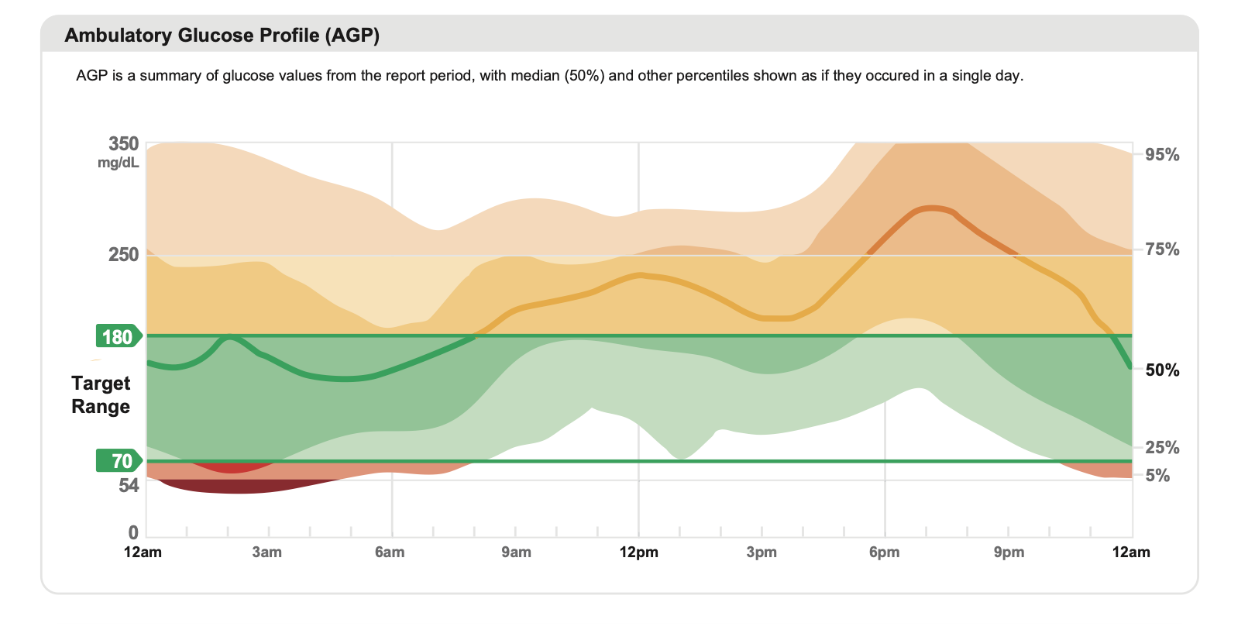 Ambulatory Glucose Profile (AGP)
AGP is a summary of glucose values from the report period, with median (50%) and other percentiles shown as if they occured in a single day.
350
mg/dL
95%
250
75%
180
Target
Range
50%
25%
70
5%
54
0
12am 3am 6am 9am 12pm 3pm 6pm 9pm 12am